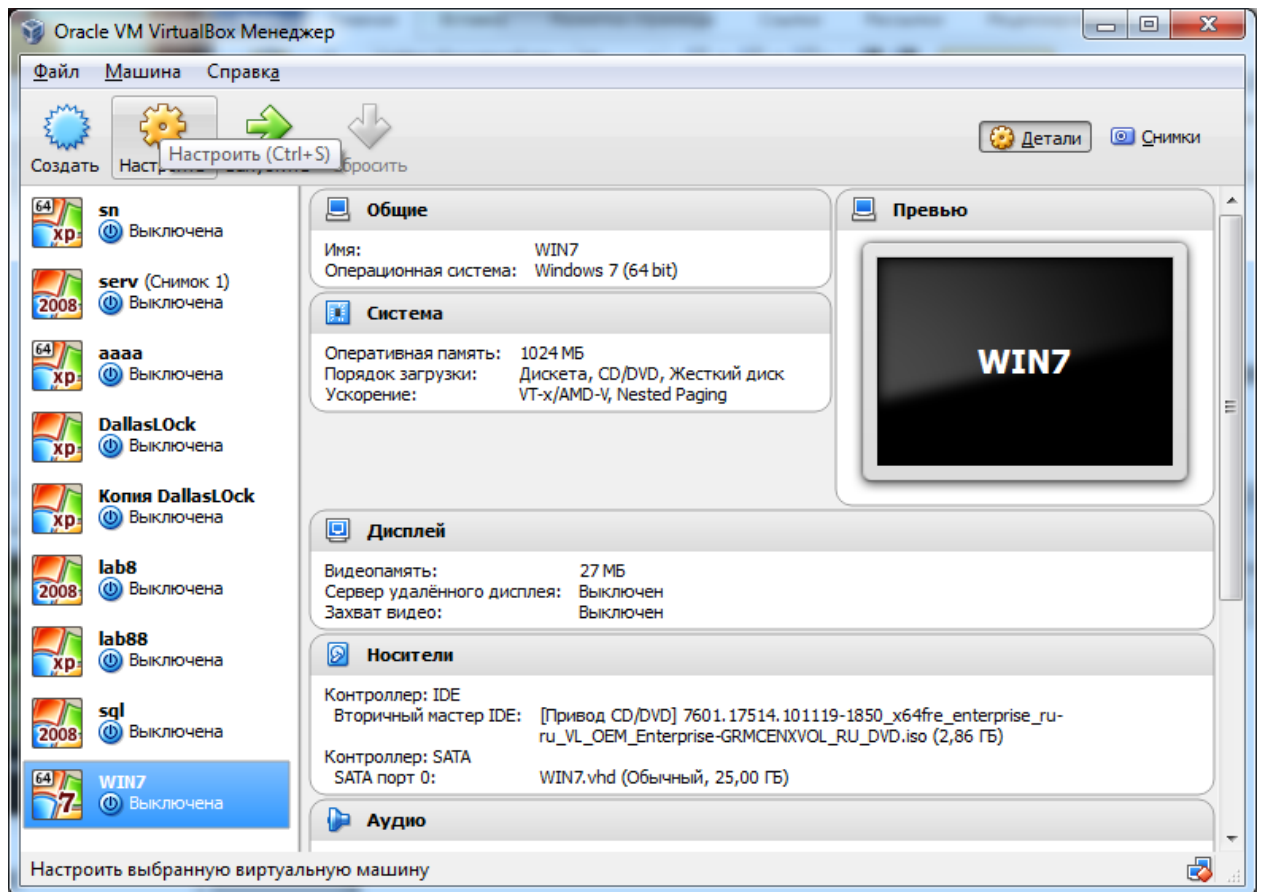 Oracle VM VirtualBox Менеджер
Файл Машина Справка
Создать
Настроить (Ctrl+S)
Детали
Снимки
64 xp sn
Выключена
2008 serv (Снимок 1)
Выключена
64 xp aaaa
Выключена
xp DallasLOck
Выключена
xp Копия DallasLOck
Выключена
2008 lab8
Выключена
xp lab88
Выключена
2008 sql
Выключена
64 7 WIN7
Выключена
Общие
Имя: WIN7
Операционная система: Windows 7 (64 bit)
Система
Оперативная память: 1024 МБ
Порядок загрузки: Дискета, CD/DVD, Жесткий диск
Ускорение: VT-x/AMD-V, Nested Paging
Превью
WIN7
Дисплей
Видеопамять: 27 МБ
Сервер удалённого дисплея: Выключен
Захват видео: Выключен
Носители
Контроллер: IDE
Вторичный мастер IDE: [Привод CD/DVD] 7601.17514.101119-1850_x64fre_enterprise_ru-
ru_VL_OEM_Enterprise-GRMCENXVOL_RU_DVD.iso (2,86 ГБ)
Контроллер: SATA
SATA порт 0: WIN7.vhd (Обычный, 25,00 ГБ)
Аудио
Настроить выбранную виртуальную машину